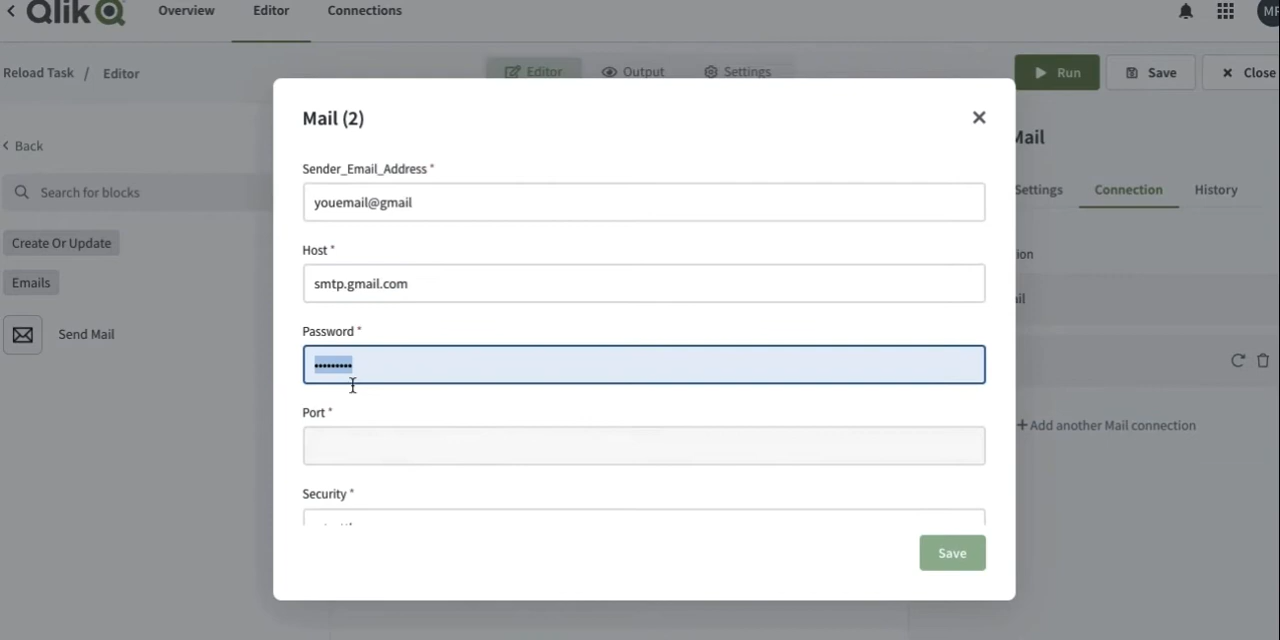 Qlik
Overview
Editor
Connections
Reload Task / Editor
Editor
Output
Settings
Run
Save
Close
Back
Search for blocks
Create Or Update
Emails
Send Mail
Mail (2)
Sender_Email_Address *
youemail@gmail
Host *
smtp.gmail.com
Password *
•••••••••
Port *
Security *
Save
Mail
Settings
Connection
History
+ Add another Mail connection